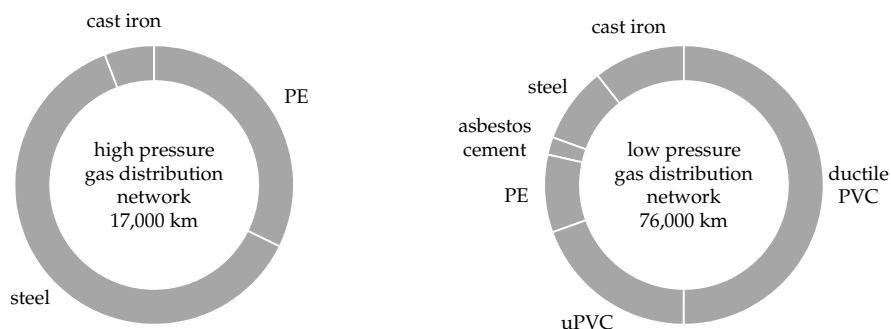 cast iron
PE
high pressure
gas distribution
network
17,000 km
steel
cast iron
steel
asbestos
cement
PE
low pressure
gas distribution
network
76,000 km
ductile
PVC
uPVC